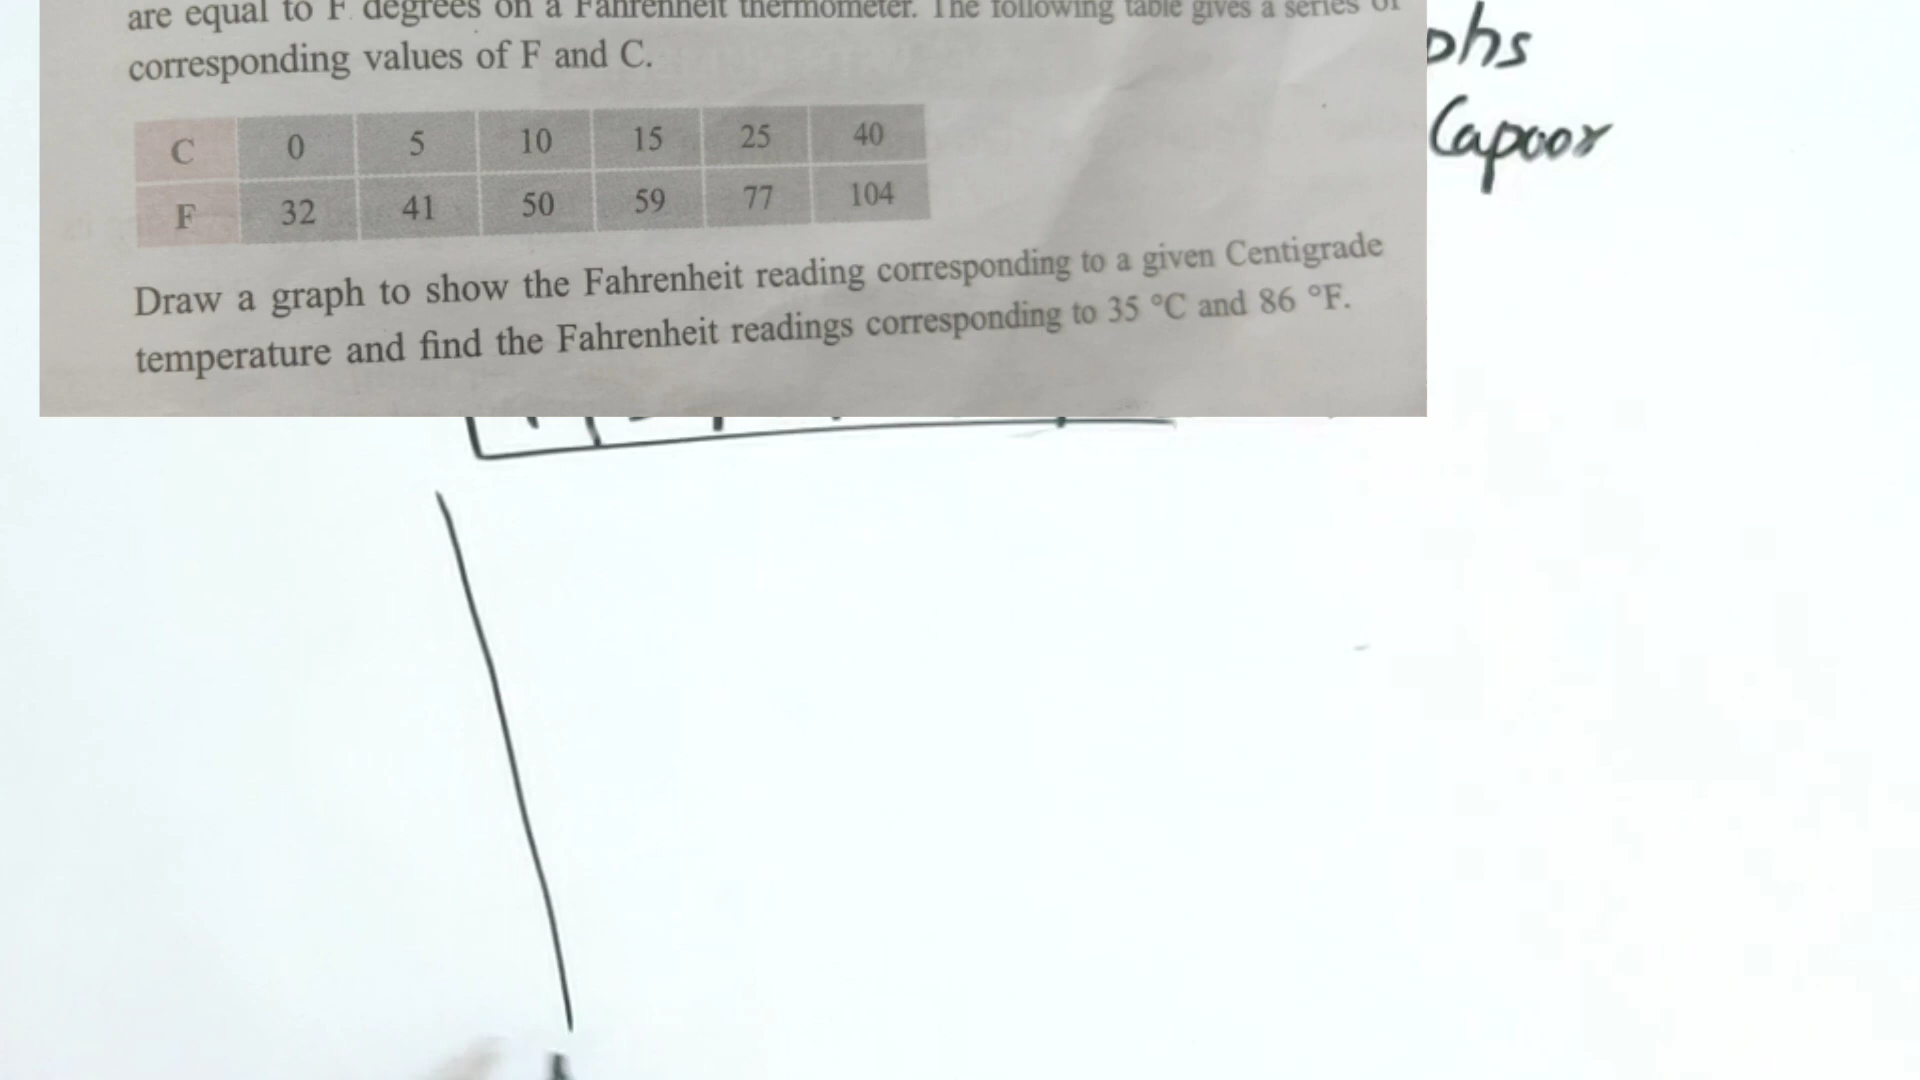 are equal to F degrees on a Fahrenheit thermometer. The following table gives a series of
corresponding values of F and C.
C 0 5 10 15 25 40
F 32 41 50 59 77 104
Draw a graph to show the Fahrenheit reading corresponding to a given Centigrade
temperature and find the Fahrenheit readings corresponding to 35 °C and 86 °F.
phs
Capoor